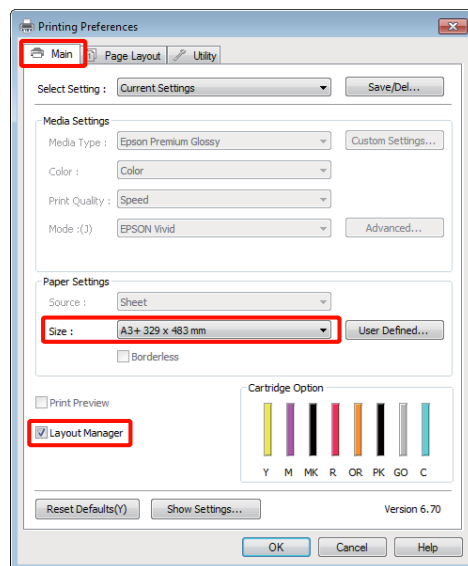 Printing Preferences
Main Page Layout Utility
Select Setting : Current Settings Save/Del...
Media Settings
Media Type : Epson Premium Glossy Custom Settings...
Color : Color
Print Quality : Speed
Mode :(J) EPSON Vivid Advanced...
Paper Settings
Source : Sheet
Size : A3+ 329 x 483 mm User Defined...
Borderless
Cartridge Option
Print Preview
Layout Manager
Y M MK R OR PK GO C
Reset Defaults(Y) Show Settings... Version 6.70
OK Cancel Help